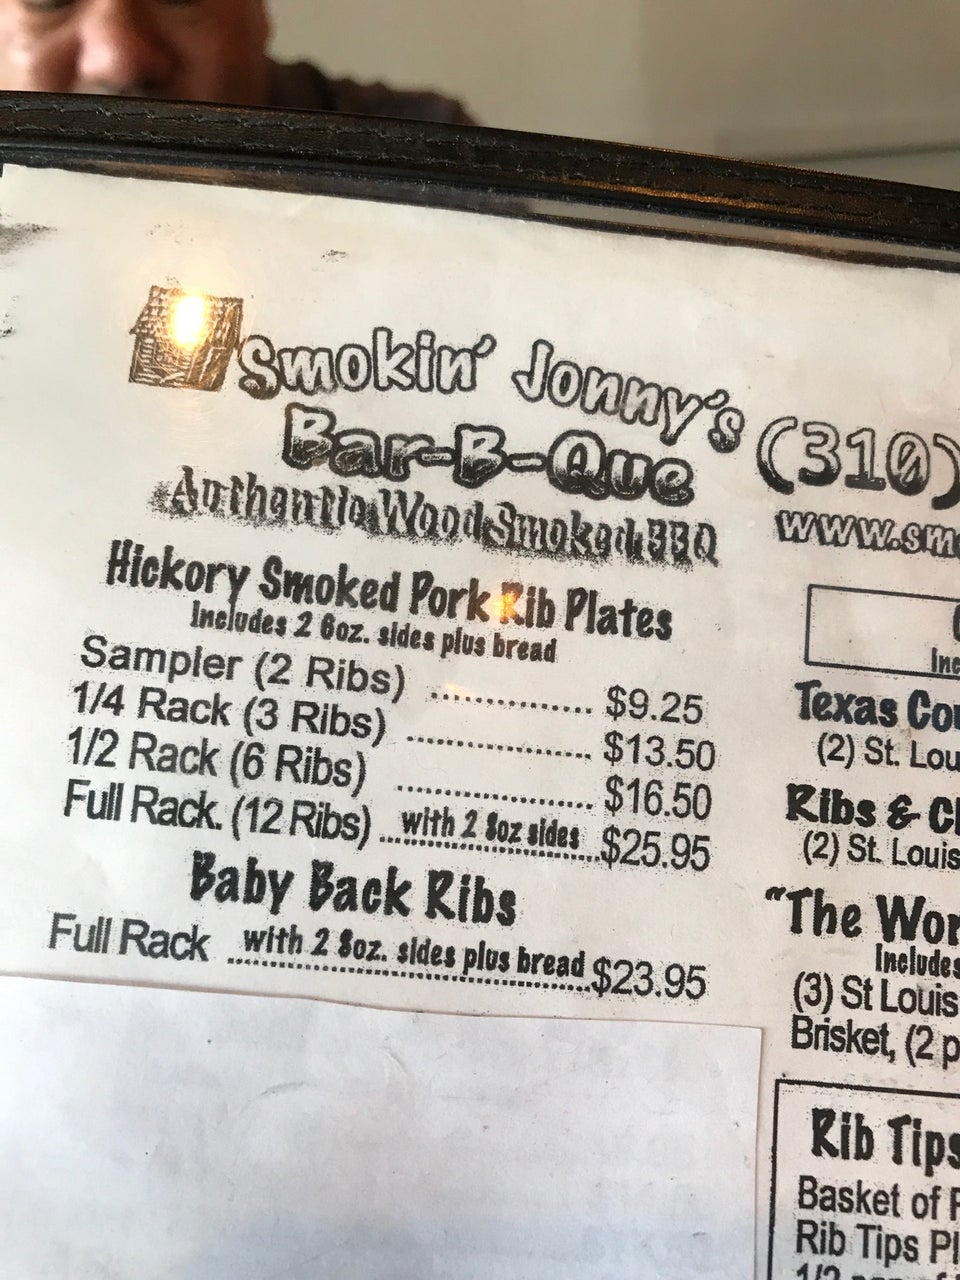 Smokin' Jonny's
Bar-B-Que
Authentic Wood Smoked BBQ
(310)
www.sm
Hickory Smoked Pork Rib Plates
Includes 2 6oz. sides plus bread
Sampler (2 Ribs) .................. $9.25
1/4 Rack (3 Ribs) .................... $13.50
1/2 Rack (6 Ribs) ..................... $16.50
Full Rack. (12 Ribs) with 2 8oz sides $25.95
Baby Back Ribs
Full Rack with 2 8oz. sides plus bread $23.95
Inc
Texas Co
(2) St. Lou
Ribs & C
(2) St. Louis
"The Wor
Includes
(3) St Louis
Brisket, (2 p
Rib Tips
Basket of
Rib Tips Pl